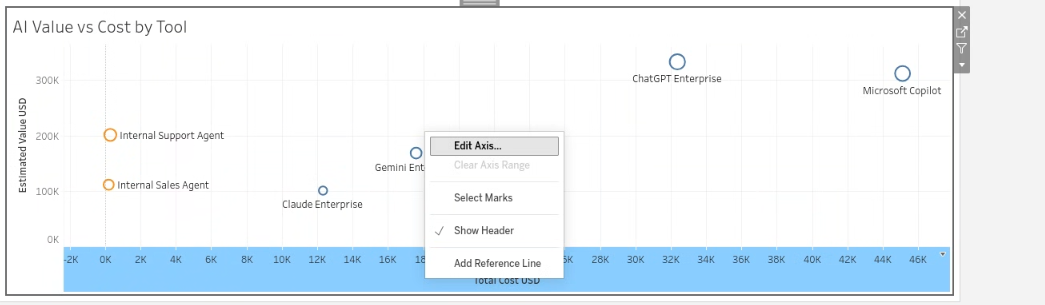 AI Value vs Cost by Tool
Estimated Value USD
300K
200K
100K
0K
ChatGPT Enterprise
Microsoft Copilot
Internal Support Agent
Gemini Ent
Internal Sales Agent
Claude Enterprise
Edit Axis...
Clear Axis Range
Select Marks
Show Header
Add Reference Line
-2K 0K 2K 4K 6K 8K 10K 12K 14K 16K 18 6K 28K 30K 32K 34K 36K 38K 40K 42K 44K 46K
Total Cost USD